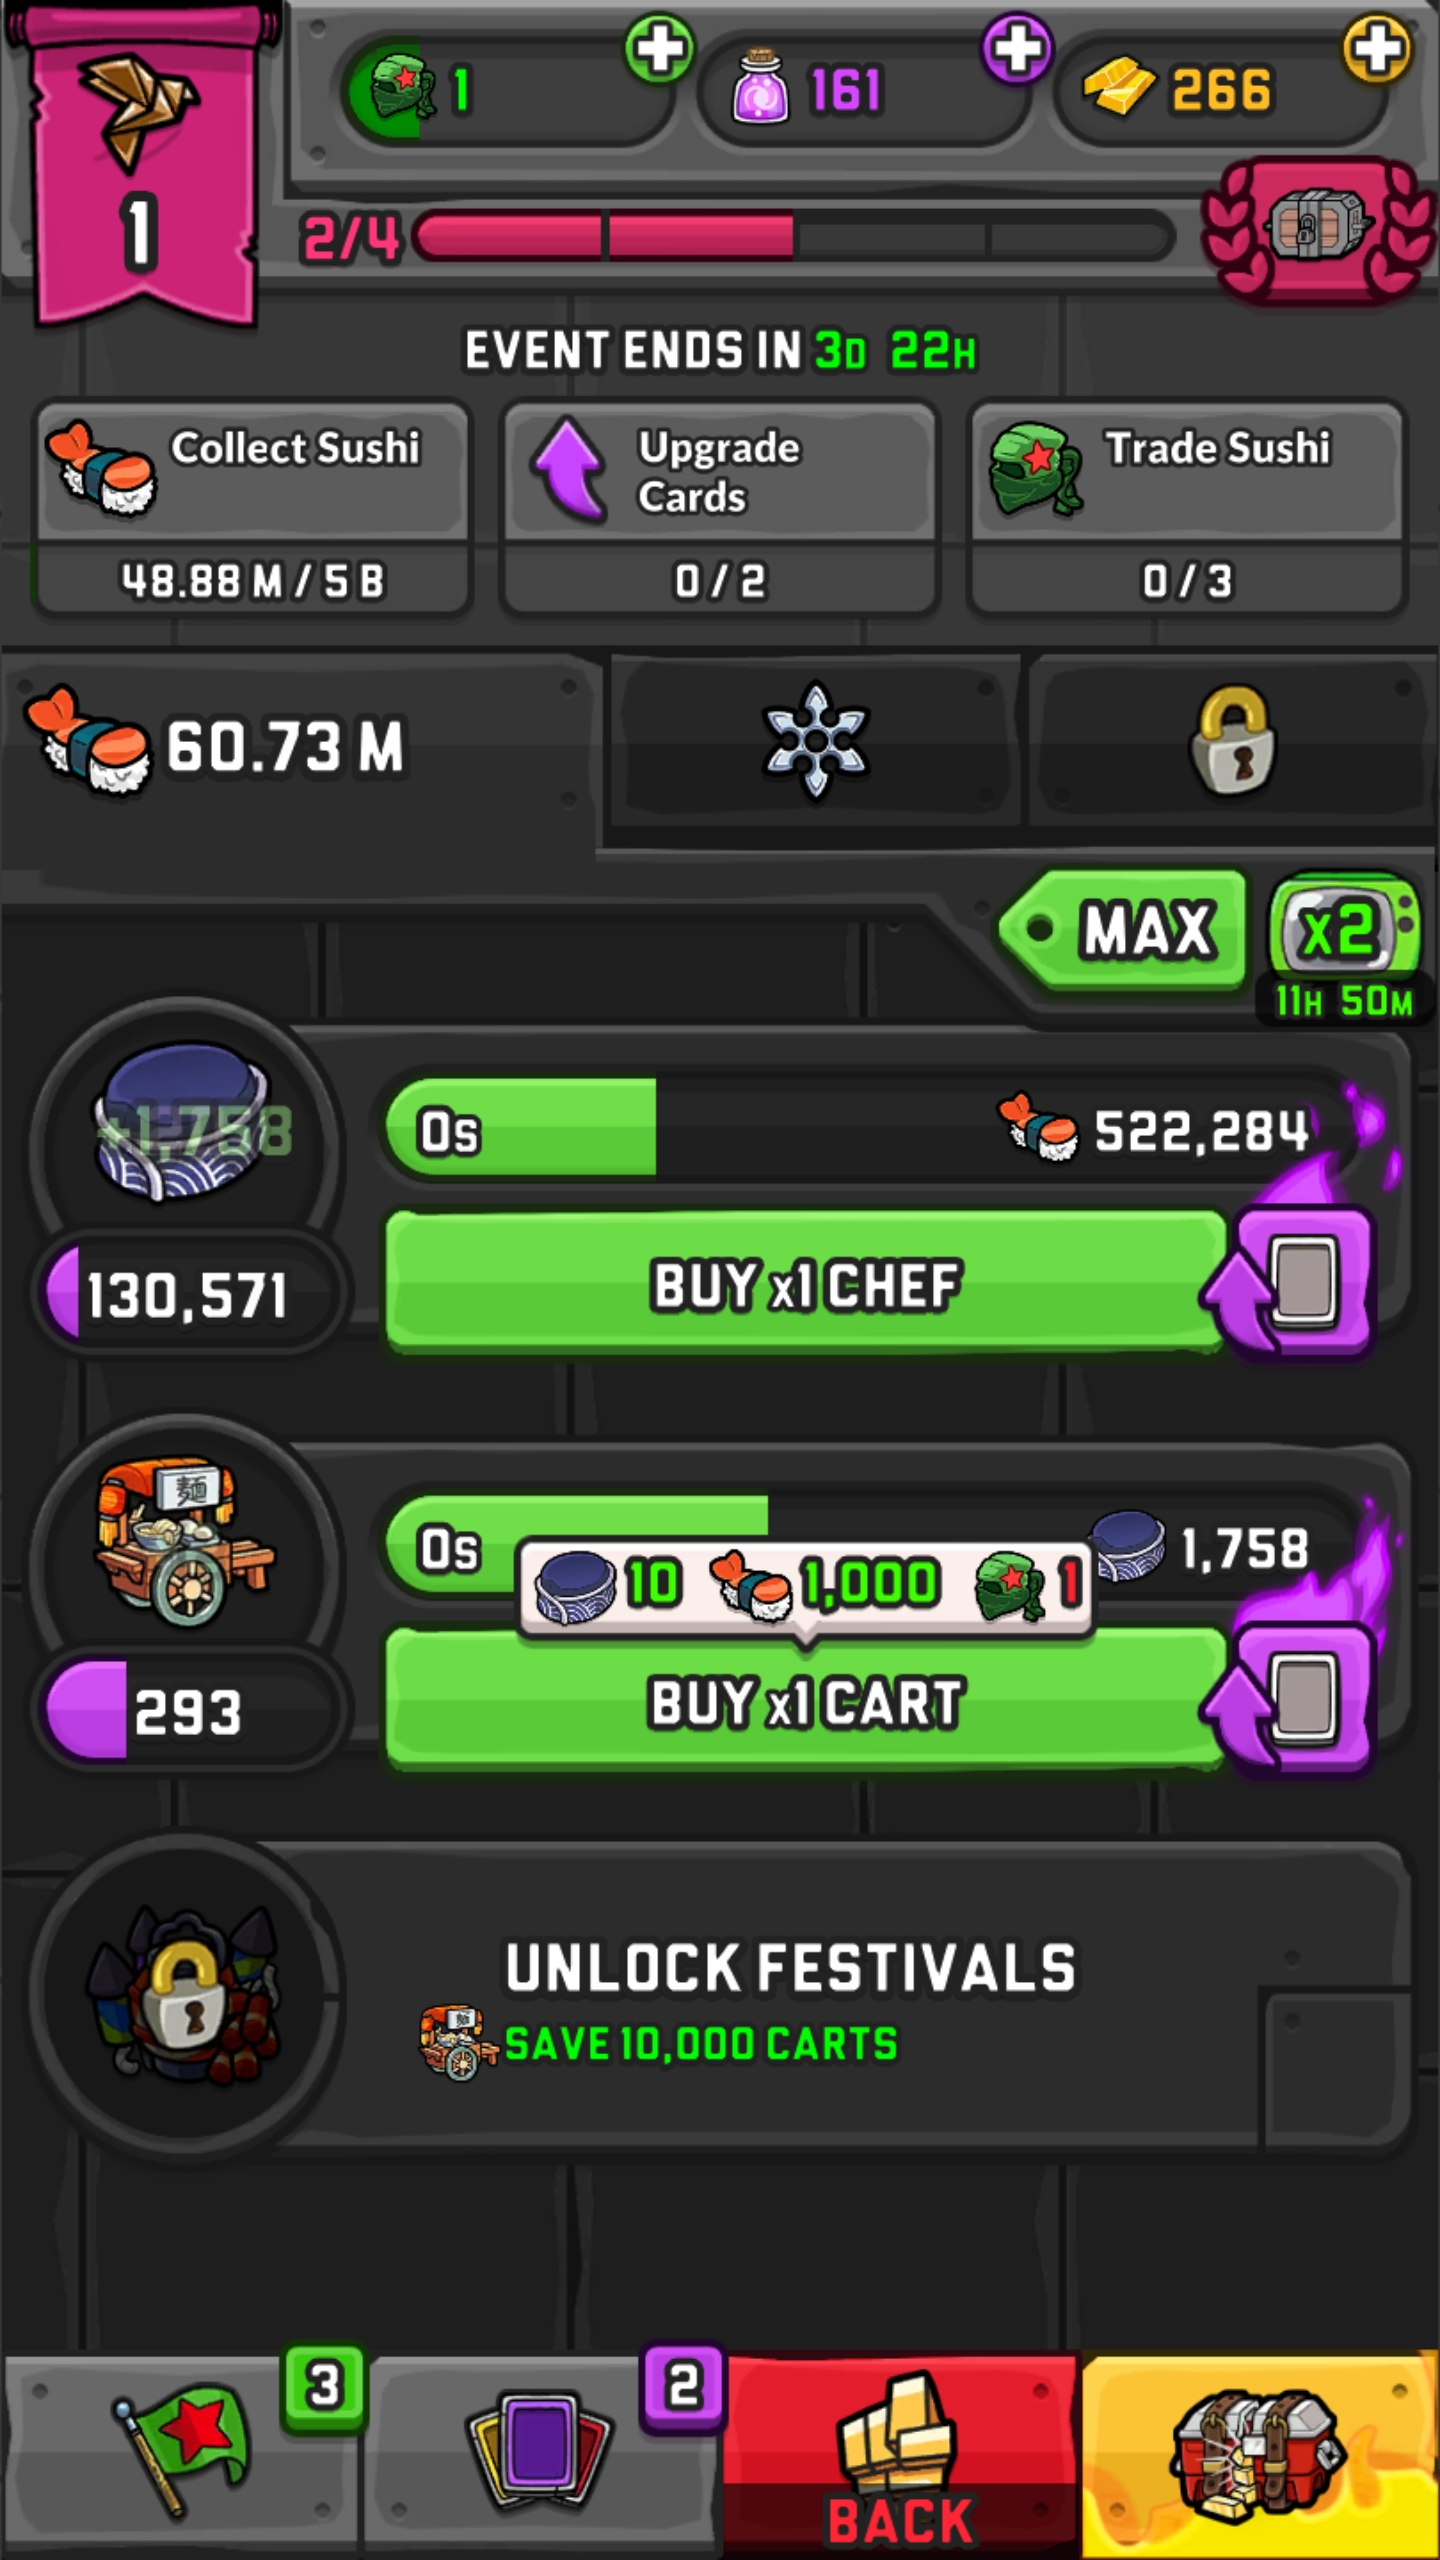 1
161
266
1
2/4
EVENT ENDS IN 3D 22H
Collect Sushi
48.88 M / 5 B
Upgrade
Cards
0 / 2
Trade Sushi
0 / 3
60.73 M
MAX
x2
11H 50M
+1,758
0s
522,284
130,571
BUY x1 CHEF
麺
0s
1,758
10
1,000
1
293
BUY x1 CART
UNLOCK FESTIVALS
SAVE 10,000 CARTS
3
2
BACK